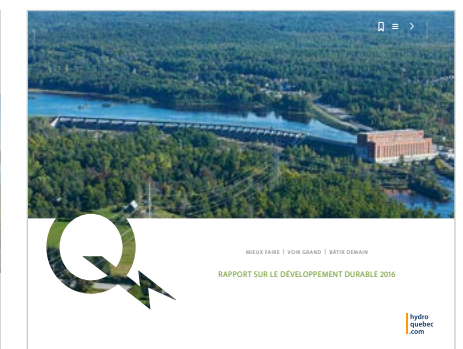 MIEUX FAIRE | VOIR GRAND | BÂTIR DEMAIN
RAPPORT SUR LE DÉVELOPPEMENT DURABLE 2016
hydro
quebec
.com